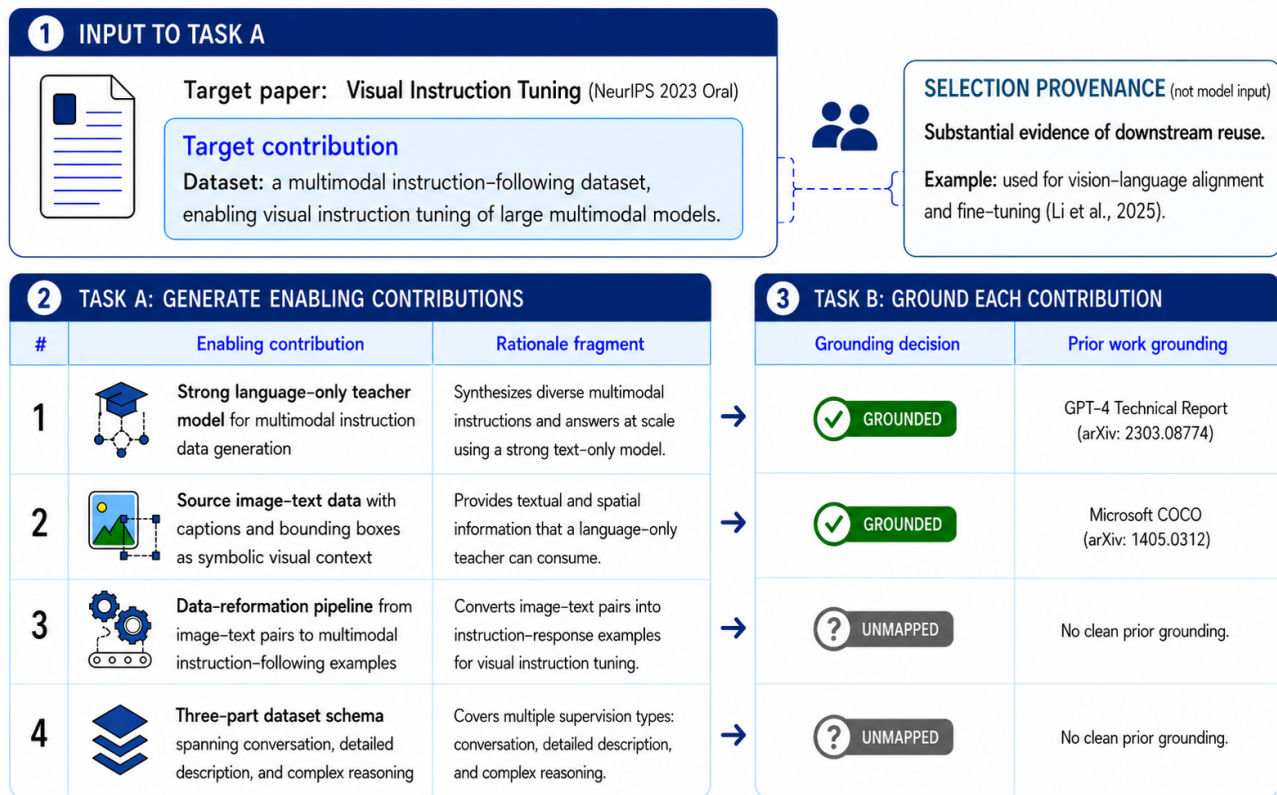 1 INPUT TO TASK A
Target paper: Visual Instruction Tuning (NeurIPS 2023 Oral)
Target contribution
Dataset: a multimodal instruction-following dataset,
enabling visual instruction tuning of large multimodal models.
SELECTION PROVENANCE (not model input)
Substantial evidence of downstream reuse.
Example: used for vision-language alignment
and fine-tuning (Li et al., 2025).
2 TASK A: GENERATE ENABLING CONTRIBUTIONS
# Enabling contribution Rationale fragment
1
Strong language-only teacher
model for multimodal instruction
data generation
Synthesizes diverse multimodal
instructions and answers at scale
using a strong text-only model.
2
Source image-text data with
captions and bounding boxes
as symbolic visual context
Provides textual and spatial
information that a language-only
teacher can consume.
3
Data-reformation pipeline from
image-text pairs to multimodal
instruction-following examples
Converts image-text pairs into
instruction-response examples
for visual instruction tuning.
4
Three-part dataset schema
spanning conversation, detailed
description, and complex reasoning
Covers multiple supervision types:
conversation, detailed description,
and complex reasoning.
3 TASK B: GROUND EACH CONTRIBUTION
Grounding decision Prior work grounding
GROUNDED
GPT-4 Technical Report
(arXiv: 2303.08774)
GROUNDED
Microsoft COCO
(arXiv: 1405.0312)
? UNMAPPED
No clean prior grounding.
? UNMAPPED
No clean prior grounding.